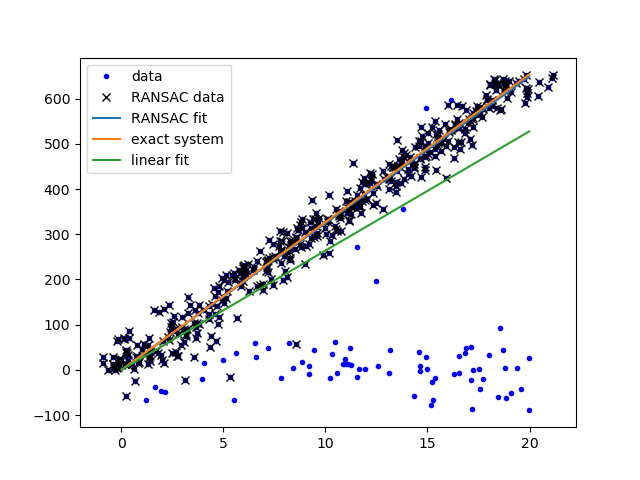 data
RANSAC data
RANSAC fit
exact system
linear fit
600
500
400
300
200
100
0
−100
0 5 10 15 20